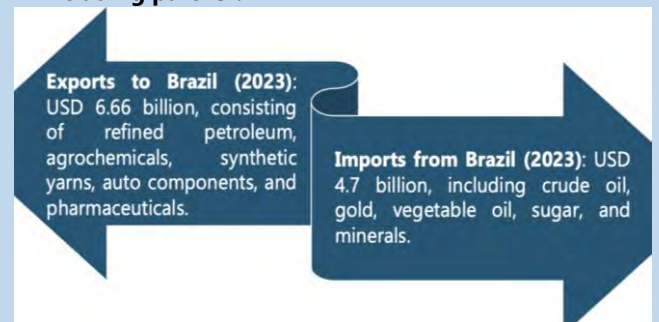 Exports to Brazil (2023):
USD 6.66 billion, consisting
of refined petroleum,
agrochemicals, synthetic
yarns, auto components, and
pharmaceuticals.
Imports from Brazil (2023): USD
4.7 billion, including crude oil,
gold, vegetable oil, sugar, and
minerals.